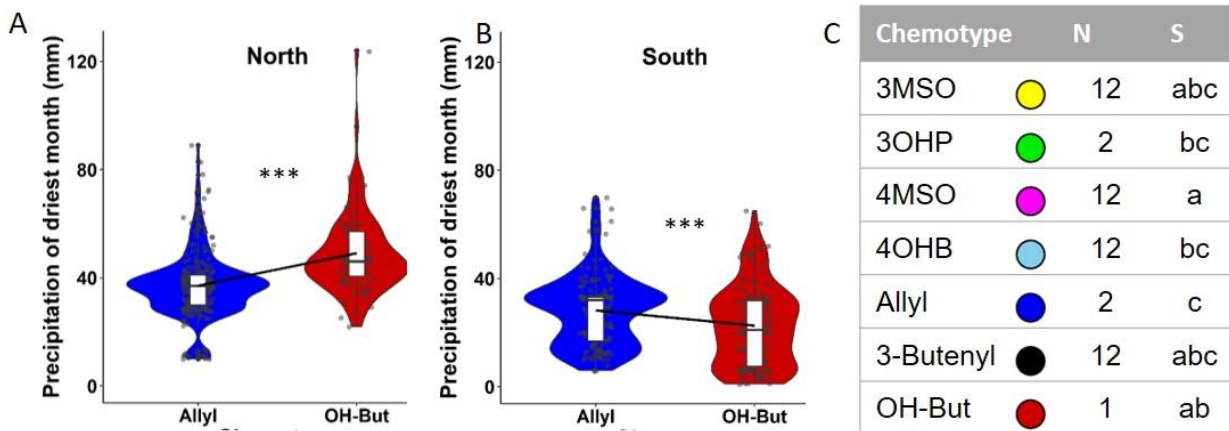 A
Precipitation of driest month (mm)
120
80
40
0
North
***
Allyl
OH-But
B
Precipitation of driest month (mm)
120
80
40
0
South
***
Allyl
OH-But
C
Chemotype N S
3MSO 12 abc
3OHP 2 bc
4MSO 12 a
4OHB 12 bc
Allyl 2 c
3-Butenyl 12 abc
OH-But 1 ab